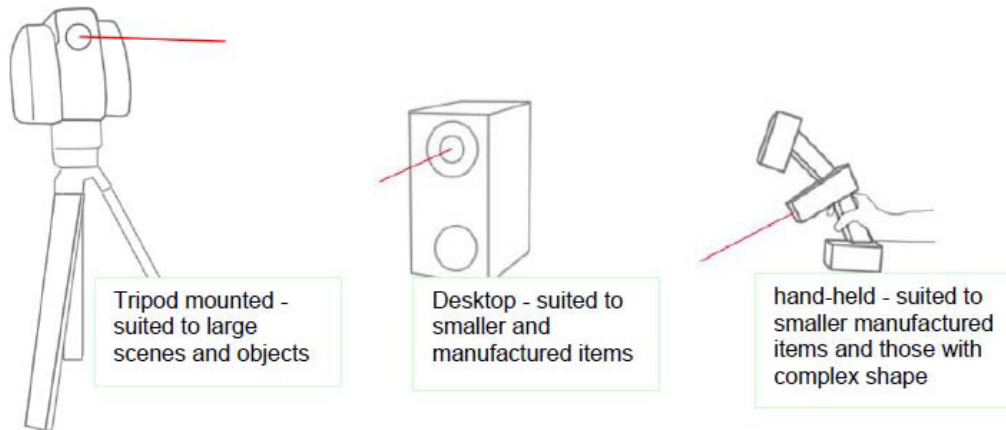 Tripod mounted -
suited to large
scenes and objects
Desktop - suited to
smaller and
manufactured items
hand-held - suited to
smaller manufactured
items and those with
complex shape